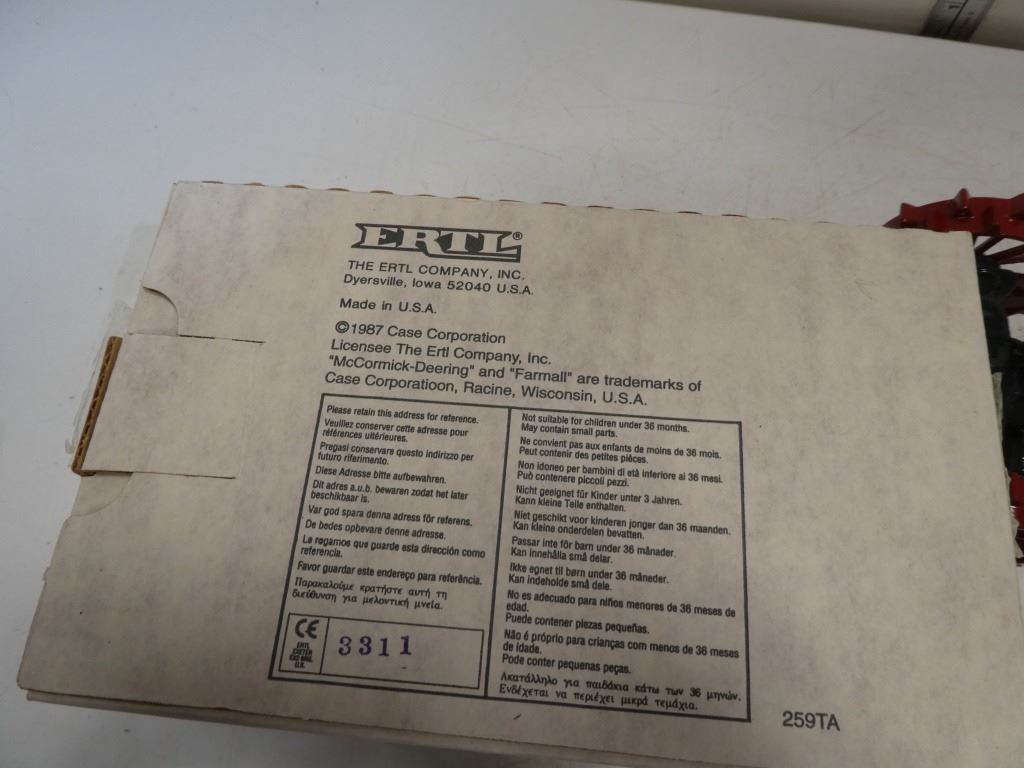 ERTL®
THE ERTL COMPANY, INC.
Dyersville, Iowa 52040 U.S.A.
Made in U.S.A.
©1987 Case Corporation
Licensee The Ertl Company, Inc.
"McCormick-Deering" and "Farmall" are trademarks of
Case Corporatioon, Racine, Wisconsin, U.S.A.
Please retain this address for reference.
Veuillez conserver cette adresse pour
références ultérieures.
Pregasi conservare questo indirizzo per
futuro riferimento.
Diese Adresse bitte aufbewahren.
Dit adres a.u.b. bewaren zodat het later
beschikbaar is.
Var god spara denna adress för referens.
De bedes opbevare denne adresse.
Le rogamos que guarde esta dirección como
referencia.
Favor guardar este endereço para referência.
Παρακαλούμε κρατήστε αυτή τη
διεύθυνση για μελοντική μνεία.
CE
ERTL
EXETER
EX2
U.K.
3311
Not suitable for children under 36 months.
May contain small parts.
Ne convient pas aux enfants de moins de 36 mois.
Peut contenir des petites pièces.
Non idoneo per bambini di età inferiore ai 36 mesi.
Può contenere piccoli pezzi.
Nicht geeignet für Kinder unter 3 Jahren.
Kann kleine Teile enthalten.
Niet geschikt voor kinderen jonger dan 36 maanden.
Kan kleine onderdelen bevatten.
Passar inte för barn under 36 månader.
Kan innehålla små delar.
Ikke egnet til børn under 36 måneder.
Kan indeholde små dele.
No es adecuado para niños menores de 36 meses de
edad.
Puede contener piezas pequeñas.
Não é próprio para crianças com menos de 36 meses
de idade.
Pode conter pequenas peças.
Ακατάλληλο για παιδάκια κάτω των 36 μηνών.
Ενδέχεται να περιέχει μικρά τεμάχια.
259TA